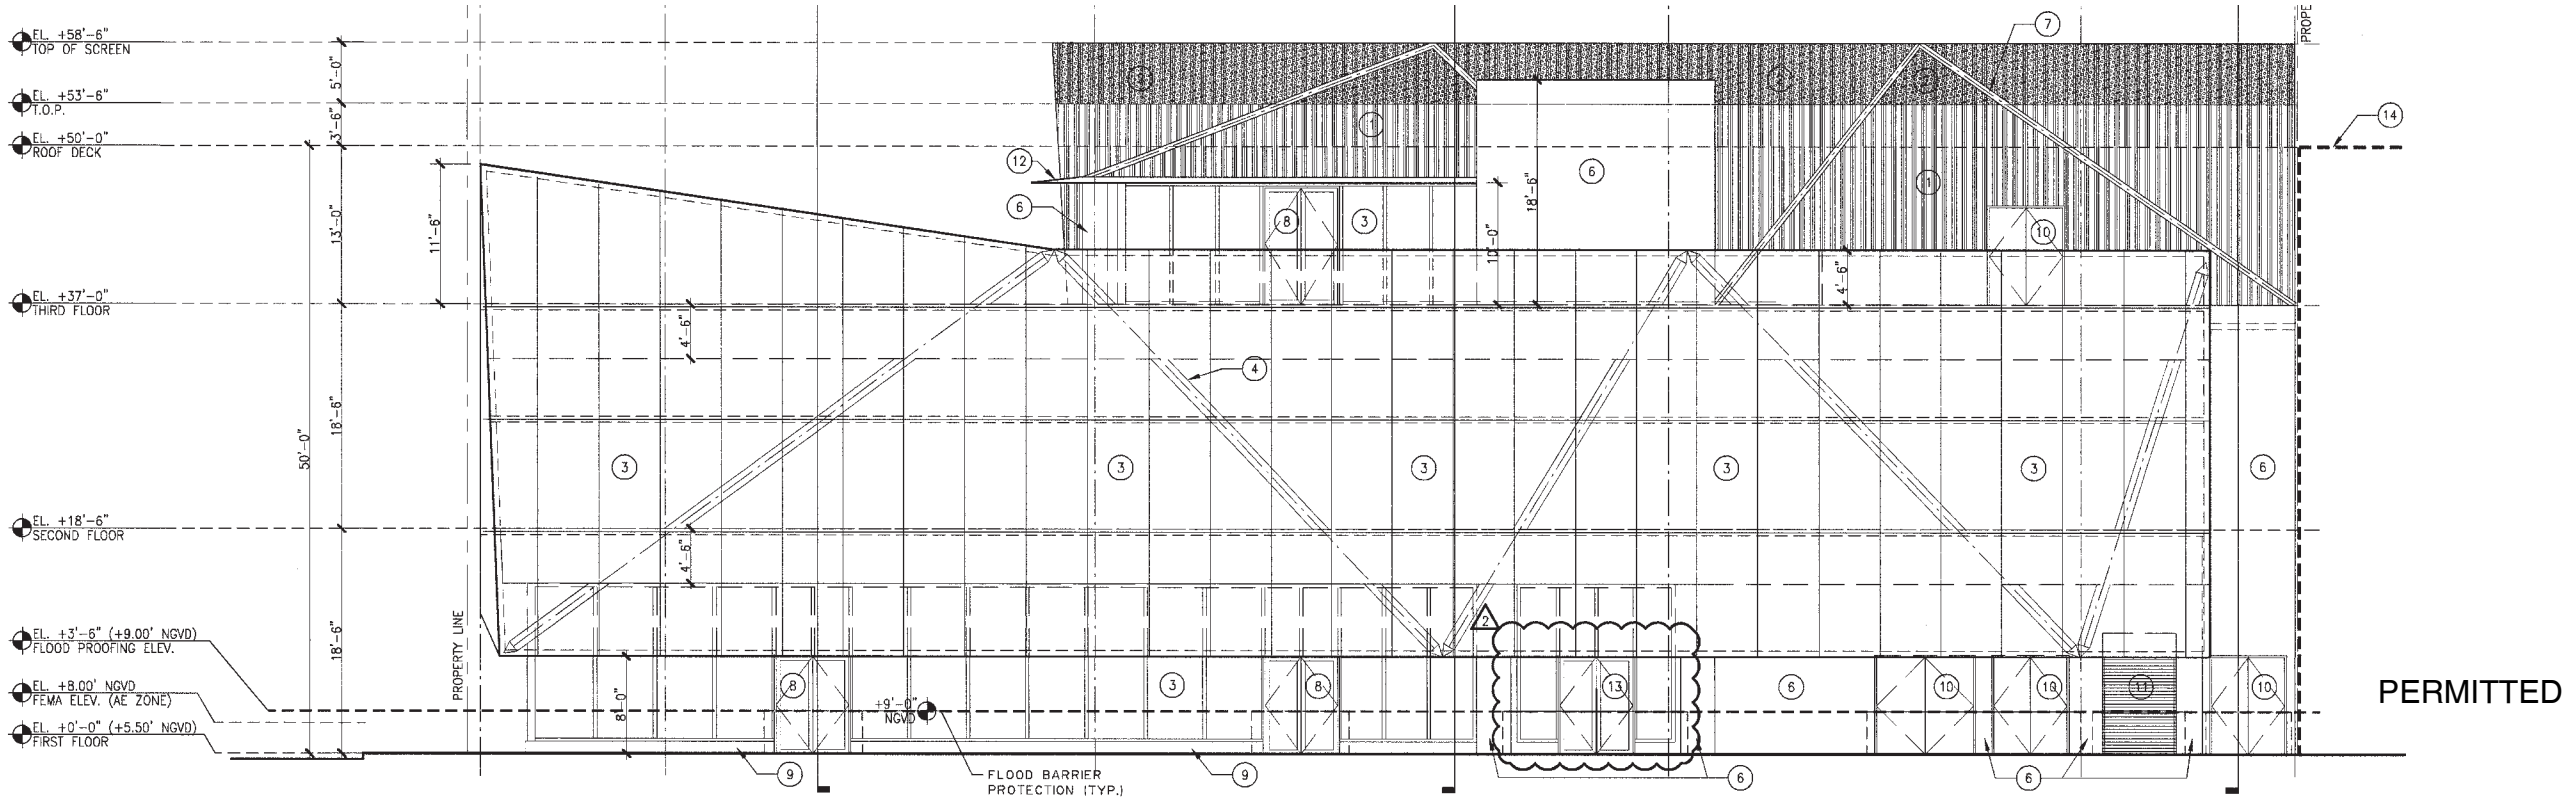 EL. +58'-6"
TOP OF SCREEN
EL. +53'-6"
T.O.P.
EL. +50'-0"
ROOF DECK
EL. +37'-0"
THIRD FLOOR
EL. +18'-6"
SECOND FLOOR
EL. +3'-6" (+9.00' NGVD)
FLOOD PROOFING ELEV.
EL. +8.00' NGVD
FEMA ELEV. (AE ZONE)
EL. +0'-0" (+5.50' NGVD)
FIRST FLOOR
5'-0"
3'-6"
13'-0"
18'-6"
18'-6"
50'-0"
11'-6"
4'-6"
4'-6"
8'-0"
PROPERTY LINE
PROPE
7
14
12
1
6
6
18'-6"
10'-0"
8
3
1
10
4'-6"
4
3
3
3
3
3
6
2
8
3
8
13
6
10
10
11
10
+9'-0"
NGVD
9
FLOOD BARRIER
PROTECTION (TYP.)
9
6
6
PERMITTED